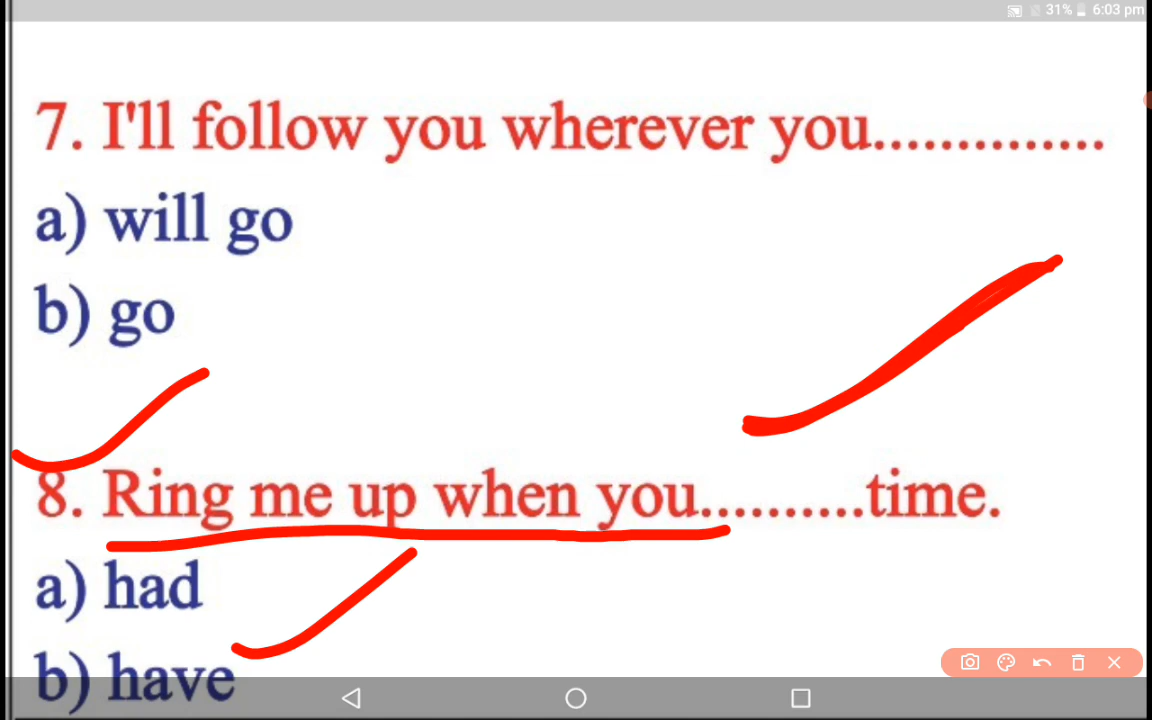 31% 6:03 pm
7. I'll follow you wherever you..............
a) will go
b) go
8. Ring me up when you..........time.
a) had
b) have